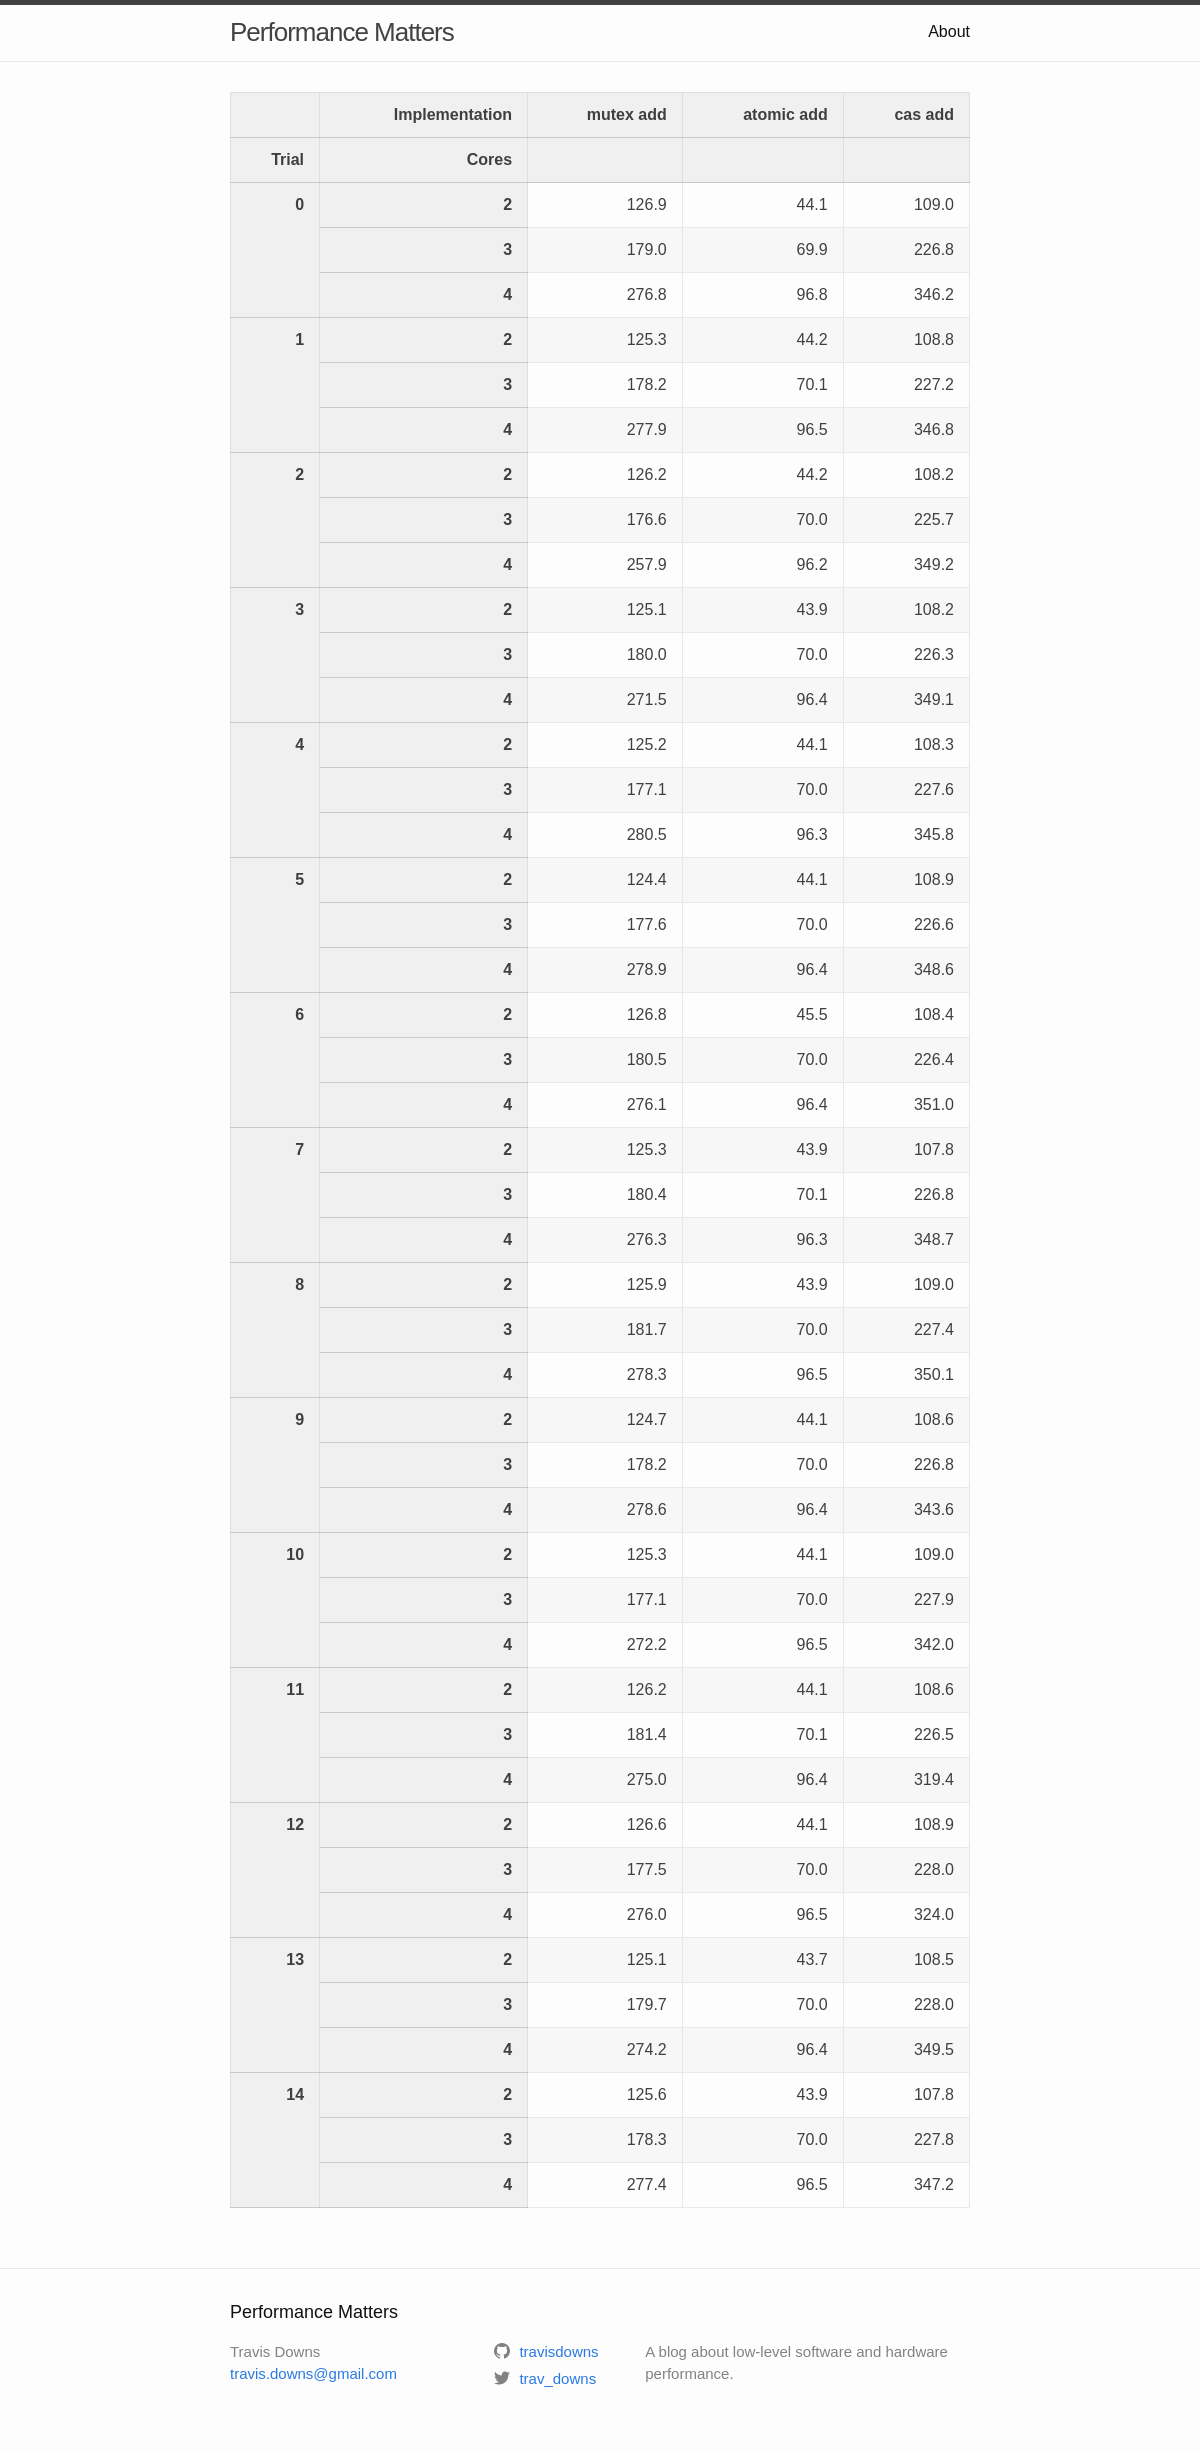 Performance Matters About
Implementation mutex add atomic add cas add
Trial Cores
0 2 126.9 44.1 109.0
3 179.0 69.9 226.8
4 276.8 96.8 346.2
1 2 125.3 44.2 108.8
3 178.2 70.1 227.2
4 277.9 96.5 346.8
2 2 126.2 44.2 108.2
3 176.6 70.0 225.7
4 257.9 96.2 349.2
3 2 125.1 43.9 108.2
3 180.0 70.0 226.3
4 271.5 96.4 349.1
4 2 125.2 44.1 108.3
3 177.1 70.0 227.6
4 280.5 96.3 345.8
5 2 124.4 44.1 108.9
3 177.6 70.0 226.6
4 278.9 96.4 348.6
6 2 126.8 45.5 108.4
3 180.5 70.0 226.4
4 276.1 96.4 351.0
7 2 125.3 43.9 107.8
3 180.4 70.1 226.8
4 276.3 96.3 348.7
8 2 125.9 43.9 109.0
3 181.7 70.0 227.4
4 278.3 96.5 350.1
9 2 124.7 44.1 108.6
3 178.2 70.0 226.8
4 278.6 96.4 343.6
10 2 125.3 44.1 109.0
3 177.1 70.0 227.9
4 272.2 96.5 342.0
11 2 126.2 44.1 108.6
3 181.4 70.1 226.5
4 275.0 96.4 319.4
12 2 126.6 44.1 108.9
3 177.5 70.0 228.0
4 276.0 96.5 324.0
13 2 125.1 43.7 108.5
3 179.7 70.0 228.0
4 274.2 96.4 349.5
14 2 125.6 43.9 107.8
3 178.3 70.0 227.8
4 277.4 96.5 347.2
Performance Matters
Travis Downs
travis.downs@gmail.com
travisdowns
trav_downs
A blog about low-level software and hardware
performance.